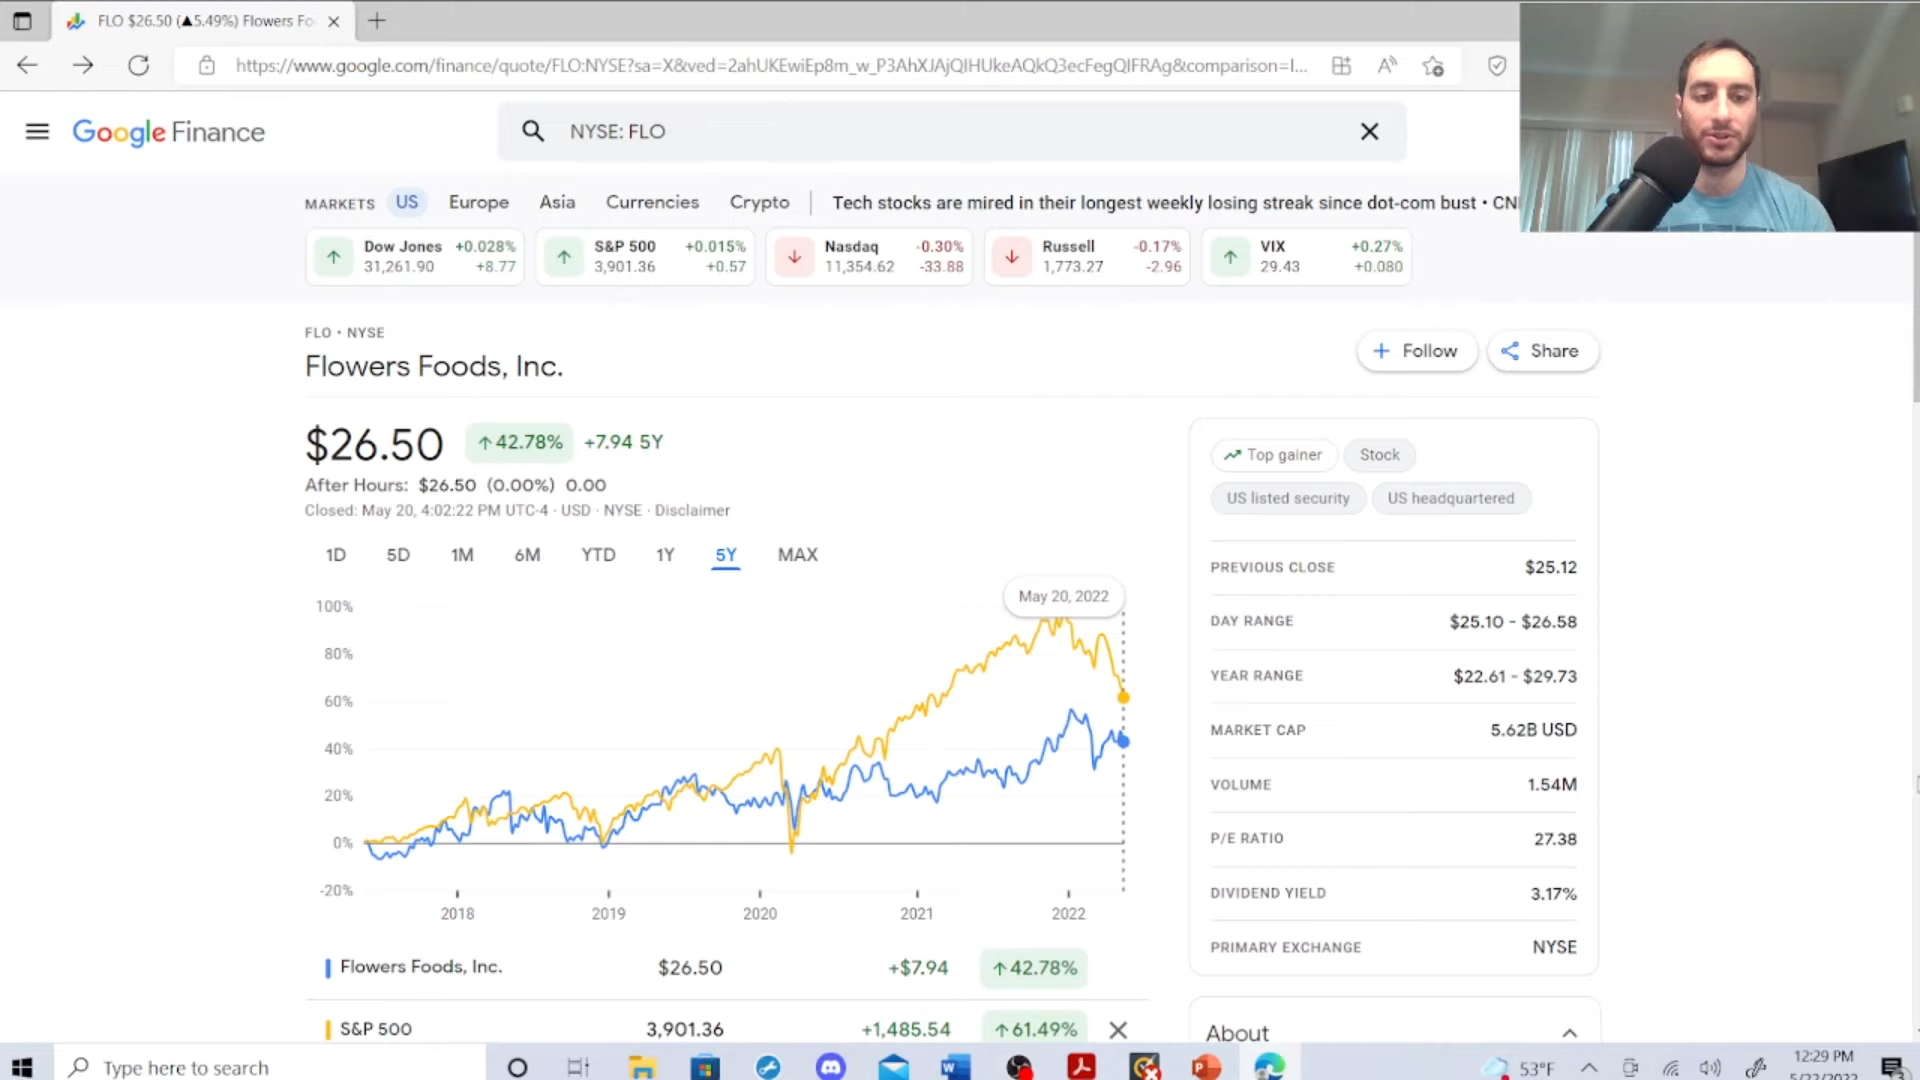 FLO $26.50 (▲5.49%) Flowers Fo
https://www.google.com/finance/quote/FLO:NYSE?sa=X&ved=2ahUKEwiEp8m_w_P3AhXJAjQIHUkeAQkQ3ecFegQIFRAg&comparison=I...
Google Finance
NYSE: FLO
MARKETS US Europe Asia Currencies Crypto Tech stocks are mired in their longest weekly losing streak since dot-com bust • CN
Dow Jones +0.028% S&P 500 +0.015% Nasdaq -0.30% Russell -0.17% VIX +0.27%
31,261.90 +8.77 3,901.36 +0.57 11,354.62 -33.88 1,773.27 -2.96 29.43 +0.080
FLO • NYSE
Flowers Foods, Inc.
+ Follow Share
$26.50 ↑42.78% +7.94 5Y
After Hours: $26.50 (0.00%) 0.00
Closed: May 20, 4:02:22 PM UTC-4 · USD · NYSE · Disclaimer
1D 5D 1M 6M YTD 1Y 5Y MAX
May 20, 2022
100%
80%
60%
40%
20%
0%
-20%
2018 2019 2020 2021 2022
Flowers Foods, Inc. $26.50 +$7.94 ↑42.78%
S&P 500 3,901.36 +1,485.54 ↑61.49%
Top gainer Stock
US listed security US headquartered
PREVIOUS CLOSE $25.12
DAY RANGE $25.10 - $26.58
YEAR RANGE $22.61 - $29.73
MARKET CAP 5.62B USD
VOLUME 1.54M
P/E RATIO 27.38
DIVIDEND YIELD 3.17%
PRIMARY EXCHANGE NYSE
About
Type here to search
53°F
12:29 PM